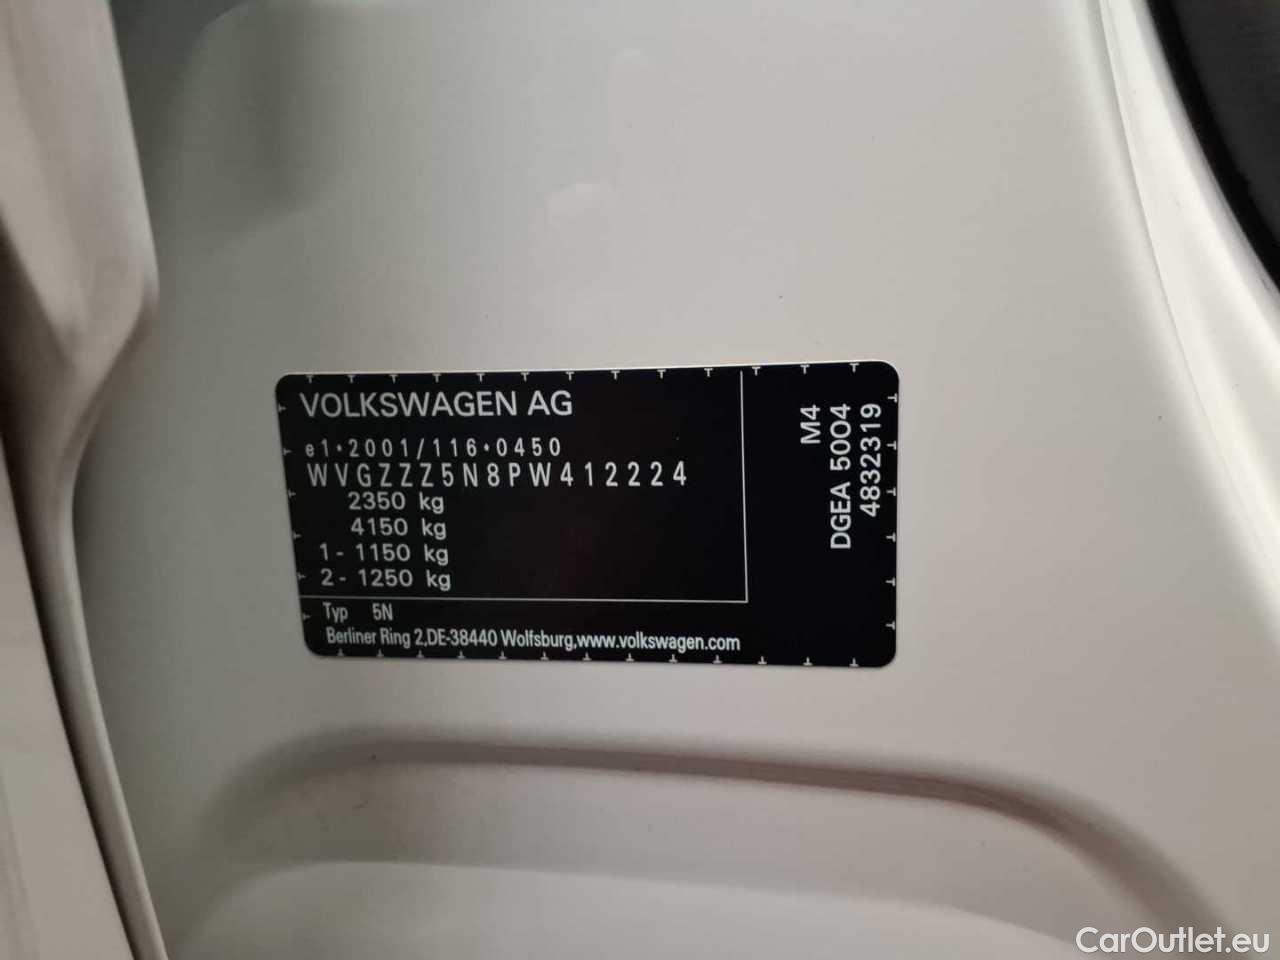 VOLKSWAGEN AG
e1*2001/116*0450
WVGZZZ5N8PW412224
2350 kg
4150 kg
1 - 1150 kg
2 - 1250 kg
Typ 5N
Berliner Ring 2,DE-38440 Wolfsburg,www.volkswagen.com
M4
DGEA 5004
4832319
CarOutlet.eu